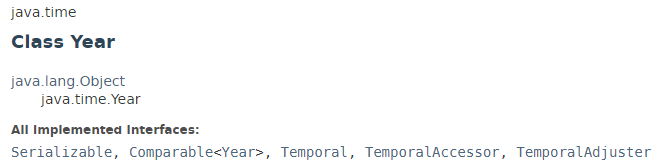 java.time
Class Year
java.lang.Object
java.time.Year
All Implemented Interfaces:
Serializable, Comparable<Year>, Temporal, TemporalAccessor, TemporalAdjuster